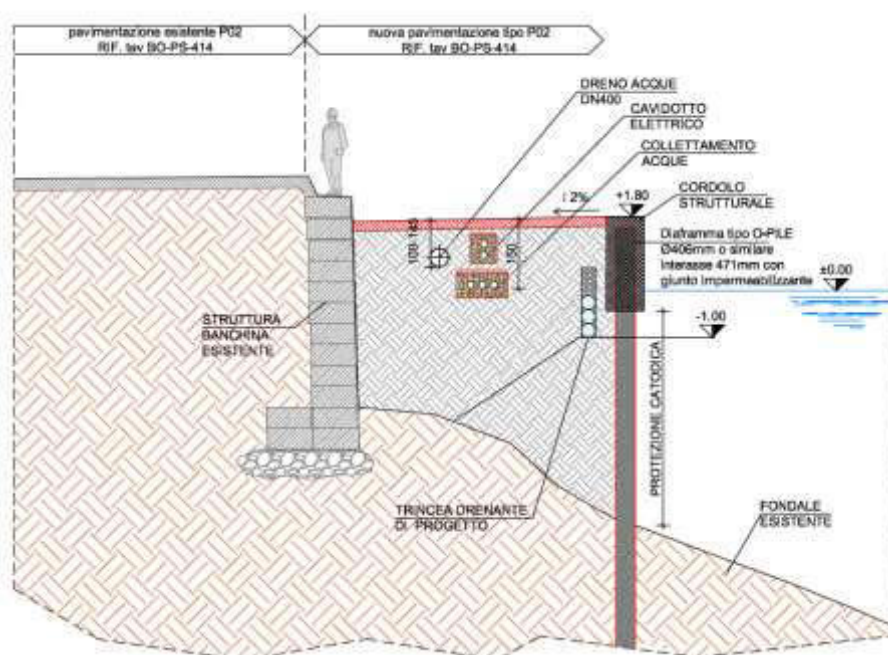 pavimentazione esistente P02
RIF. tav BO-PS-414
nuova pavimentazione tipo P02
RIF. tav BO-PS-414
DRENO ACQUE
DN400
CAVIDOTTO
ELETTRICO
COLLETTAMENTO
ACQUE
2%
+1.80
CORDOLO
STRUTTURALE
Diaframma tipo O-PILE
Ø406mm o similare
interasse 471mm con
giunto impermeabilizzante
±0.00
100-145
150
STRUTTURA
BANCHINA
ESISTENTE
-1.00
PROTEZIONE CATODICA
TRINCEA DRENANTE
DI PROGETTO
FONDALE
ESISTENTE